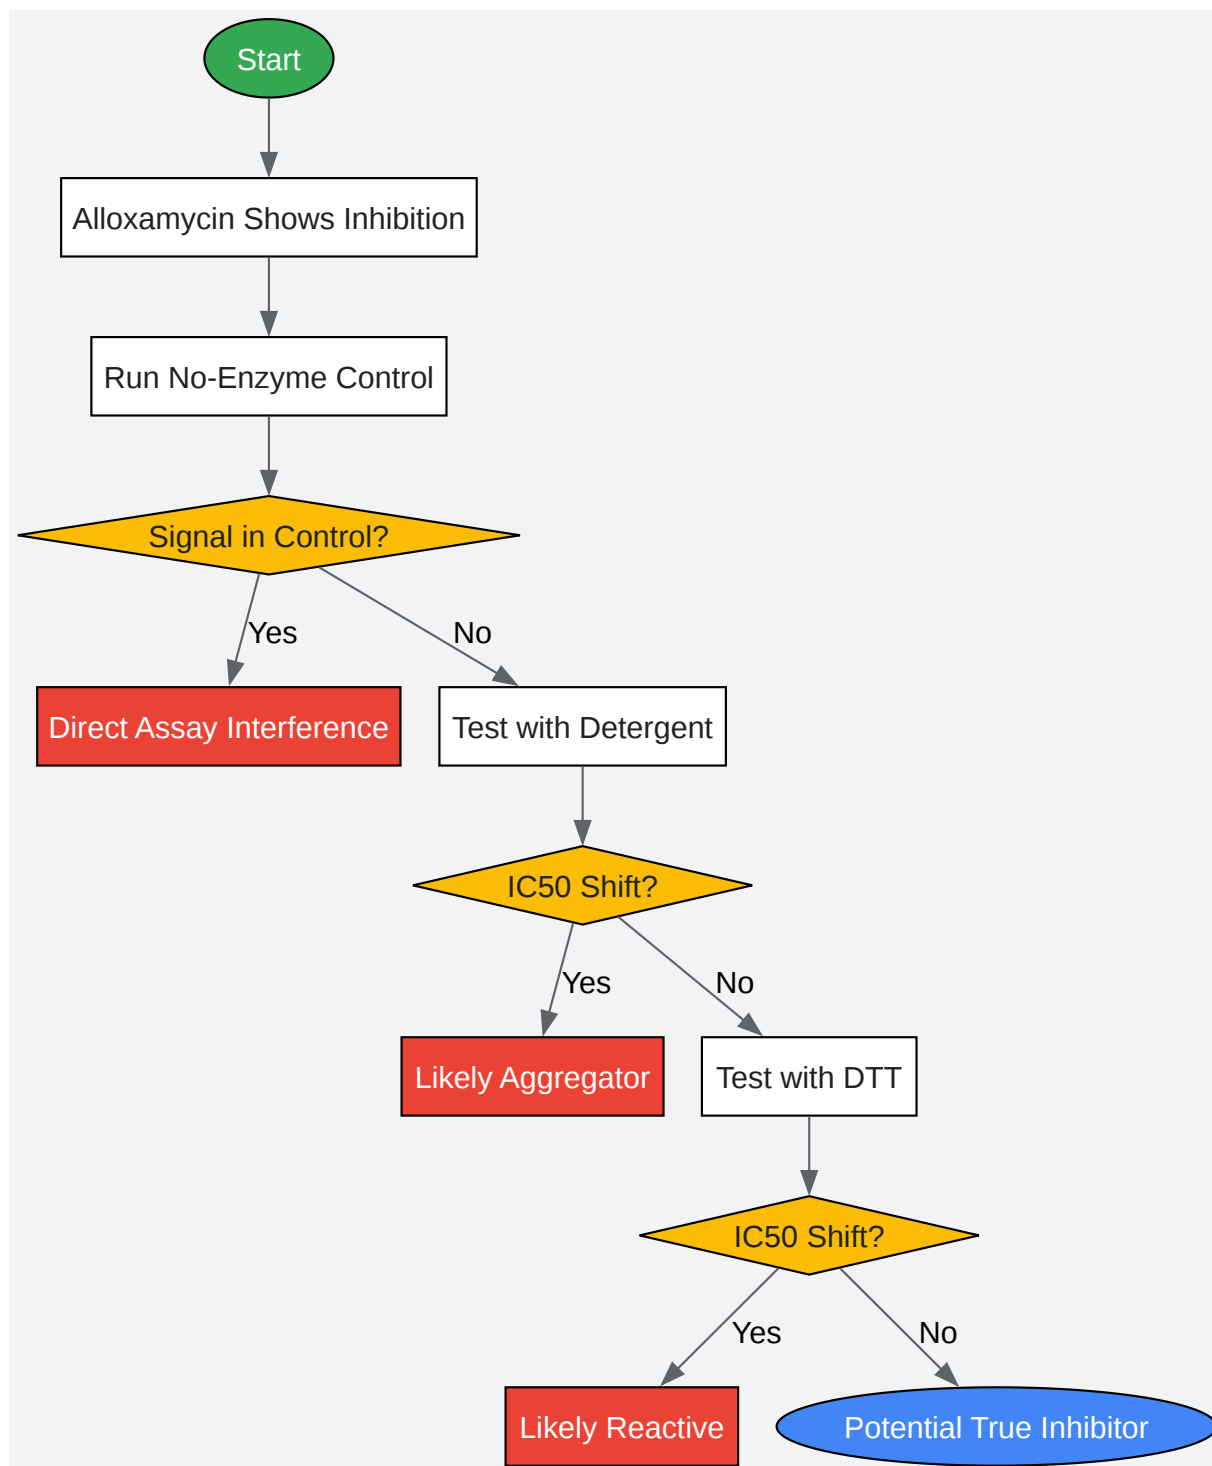 Start
Alloxamycin Shows Inhibition
Run No-Enzyme Control
Signal in Control?
Yes
No
Direct Assay Interference
Test with Detergent
IC50 Shift?
Yes
No
Likely Aggregator
Test with DTT
IC50 Shift?
Yes
No
Likely Reactive
Potential True Inhibitor